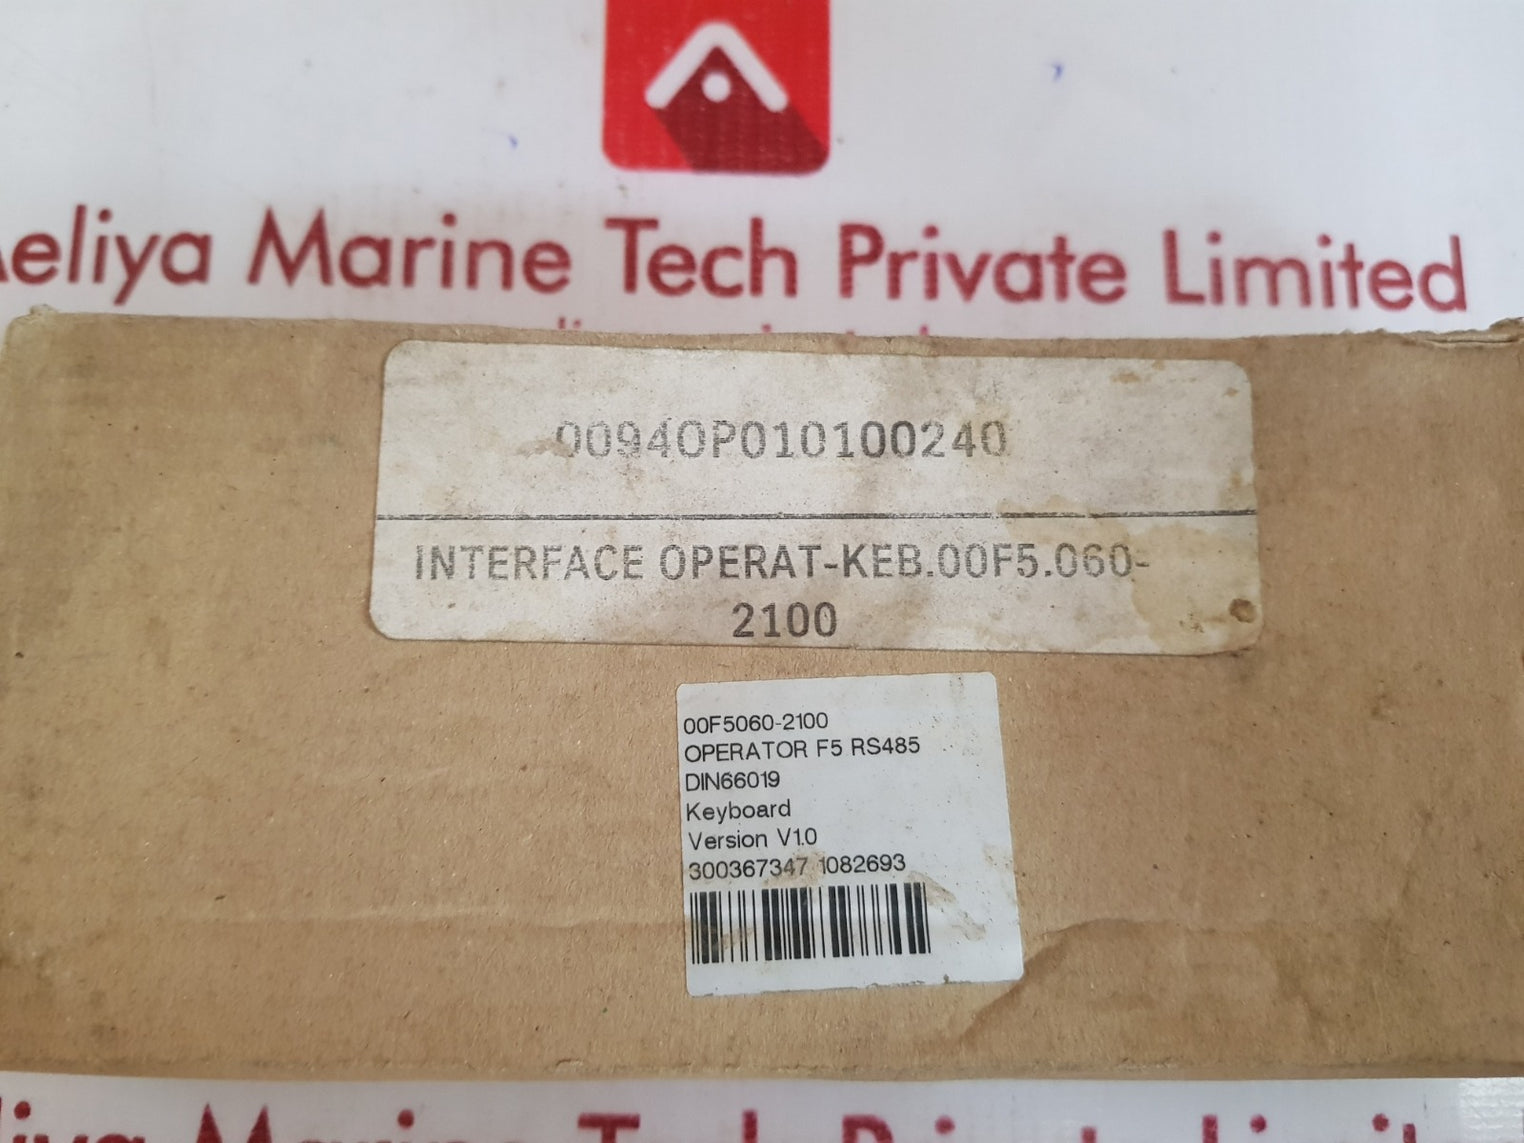 Aeliya Marine Tech Private Limited
00940P010100240
INTERFACE OPERAT-KEB.00F5.060-
2100
00F5060-2100
OPERATOR F5 RS485
DIN66019
Keyboard
Version V1.0
300367347 1082693